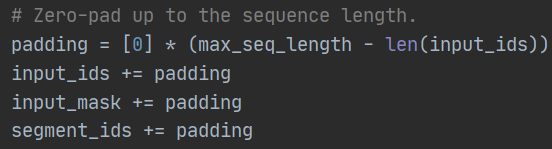 # Zero-pad up to the sequence length.
padding = [0] * (max_seq_length - len(input_ids))
input_ids += padding
input_mask += padding
segment_ids += padding